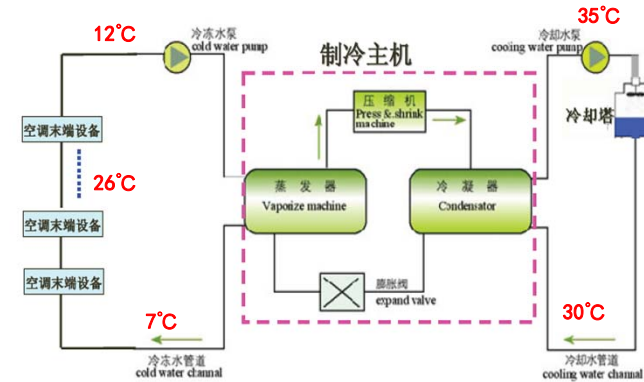 12℃
冷冻水泵
cold water pump
制冷主机
冷却水泵
cooling water pump
35℃
压缩机
Press & shrink
machine
冷却塔
空调末端设备
26℃
蒸发器
Vaporize machine
冷凝器
Condensator
空调末端设备
空调末端设备
膨胀阀
expand valve
7℃
30℃
冷冻水管道
cold water channal
冷却水管道
cooling water channal